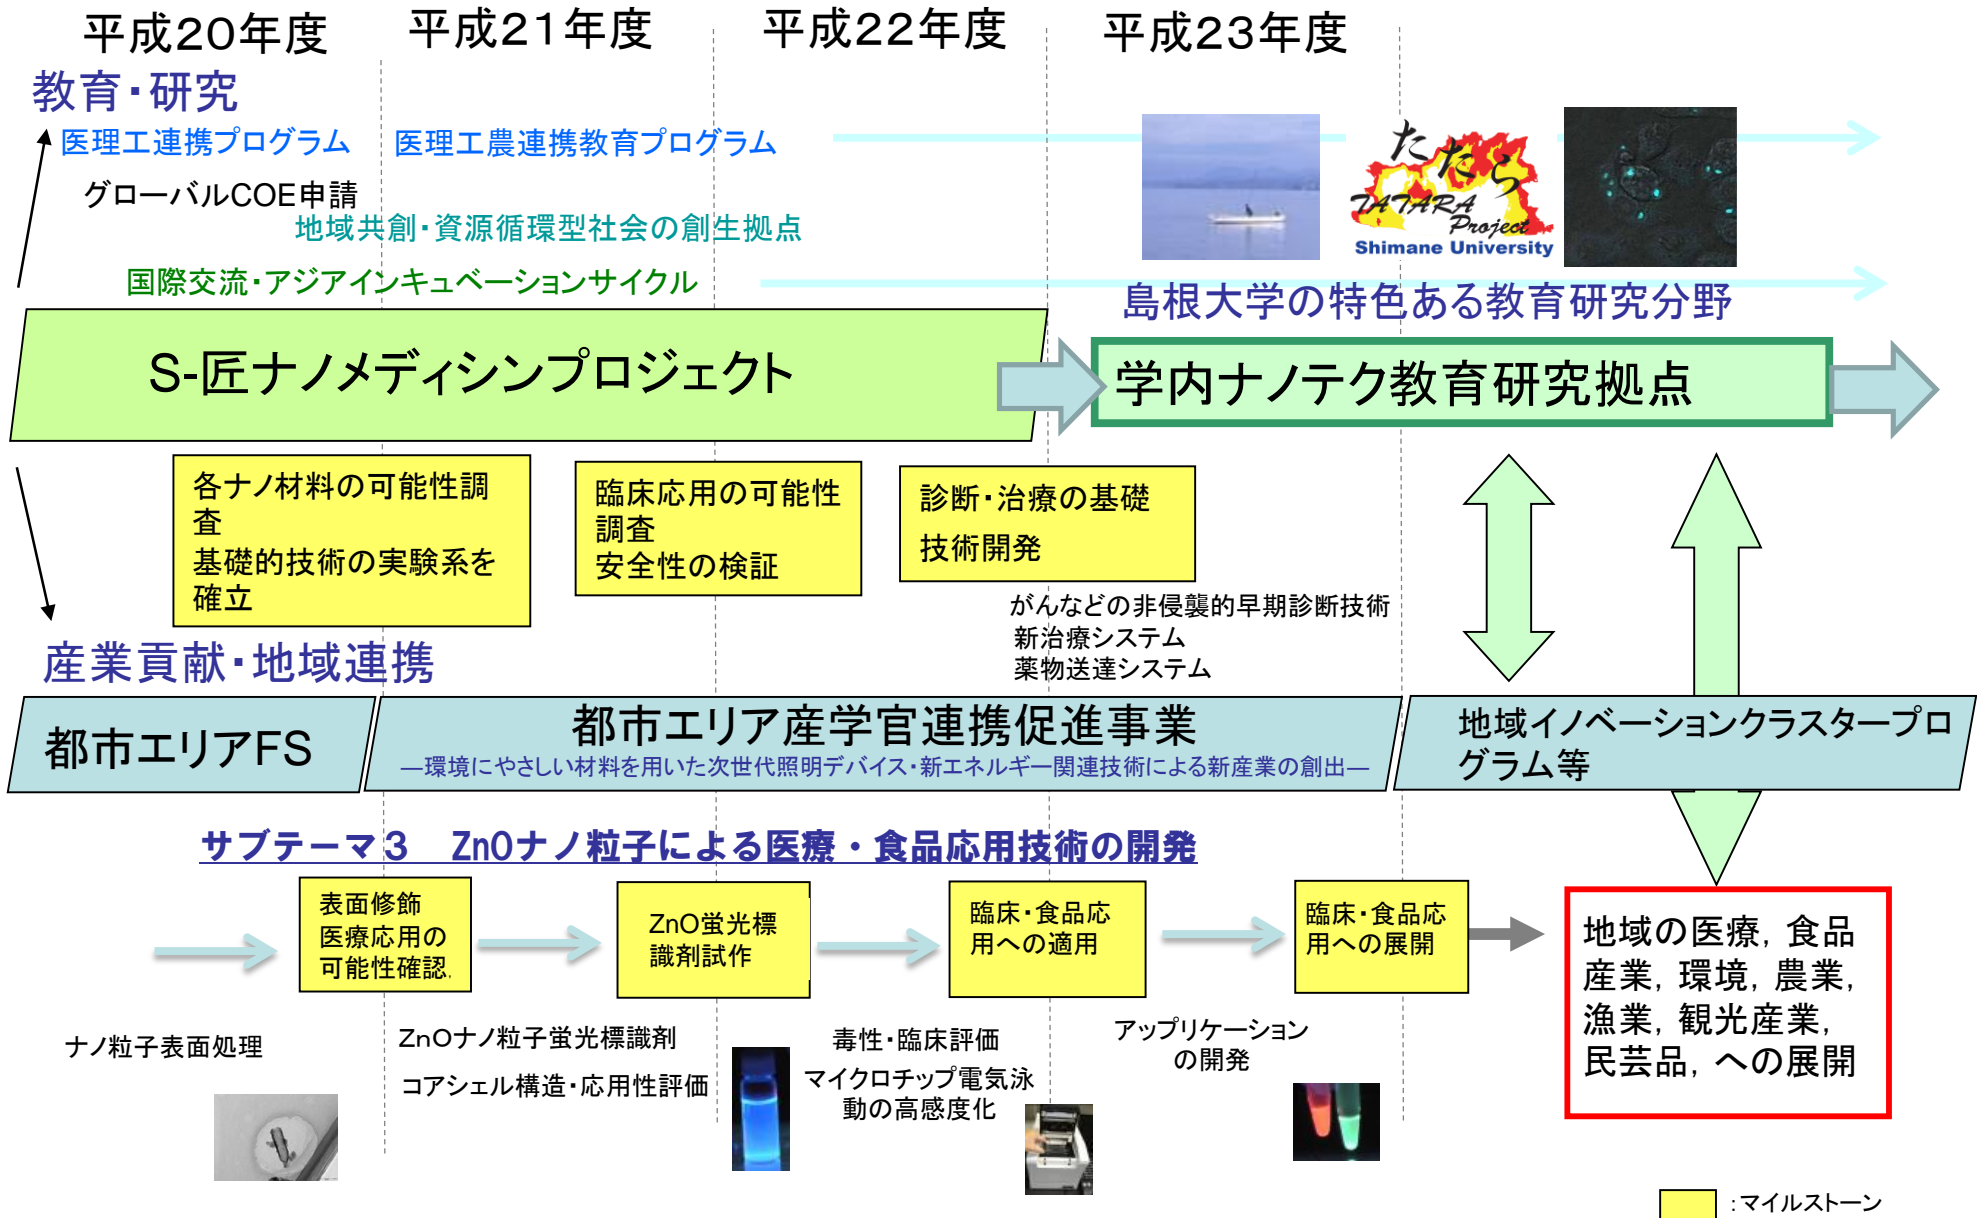 平成20年度
平成21年度
平成22年度
平成23年度
教育・研究
医理工連携プログラム
医理工農連携教育プログラム
グローバルCOE申請
地域共創・資源循環型社会の創生拠点
国際交流・アジアインキュベーションサイクル
たたら
TATARA
Project
Shimane University
島根大学の特色ある教育研究分野
S-匠ナノメディシンプロジェクト
学内ナノテク教育研究拠点
各ナノ材料の可能性調
査
基礎的技術の実験系を
確立
臨床応用の可能性
調査
安全性の検証
診断・治療の基礎
技術開発
がんなどの非侵襲的早期診断技術
新治療システム
薬物送達システム
産業貢献・地域連携
都市エリアFS
都市エリア産学官連携促進事業
―環境にやさしい材料を用いた次世代照明デバイス・新エネルギー関連技術による新産業の創出―
地域イノベーションクラスタープロ
グラム等
サブテーマ３　ZnOナノ粒子による医療・食品応用技術の開発
表面修飾
医療応用の
可能性確認.
ZnO蛍光標
識剤試作
臨床・食品応
用への適用
臨床・食品応
用への展開
地域の医療, 食品
産業, 環境, 農業,
漁業, 観光産業,
民芸品, への展開
ナノ粒子表面処理
ZnOナノ粒子蛍光標識剤
コアシェル構造・応用性評価
毒性・臨床評価
マイクロチップ電気泳
動の高感度化
アップリケーション
の開発
：マイルストーン